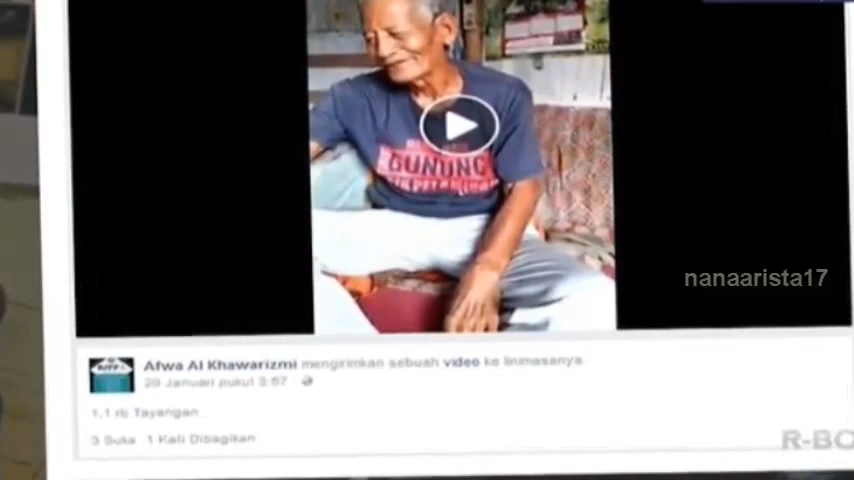 GUNUNG
nanaarista17
Afwa Al Khawarizmi mengirimkan sebuah video ke linimasanya
20 Januari pukul 3:57
1,1 rb Tayangan
3 Suka 1 Kali Dibagikan
R-BO